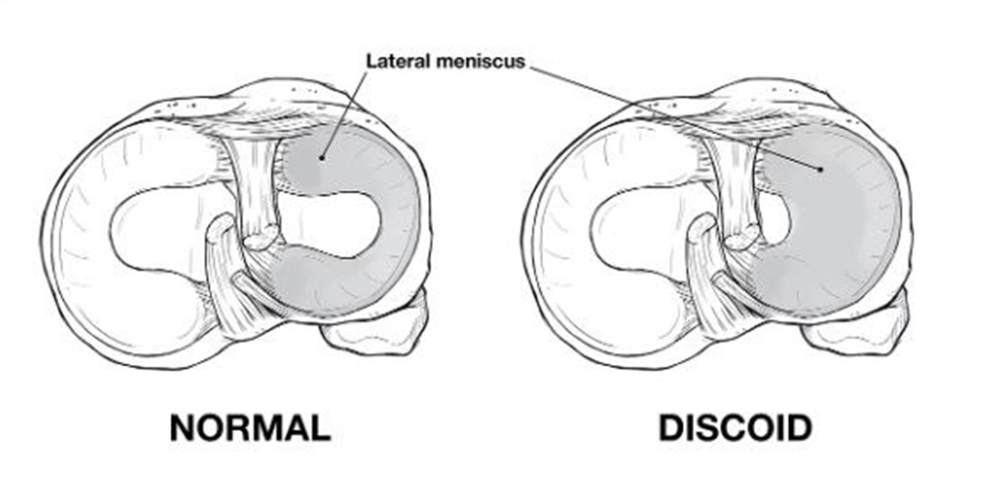 Lateral meniscus
NORMAL
DISCOID